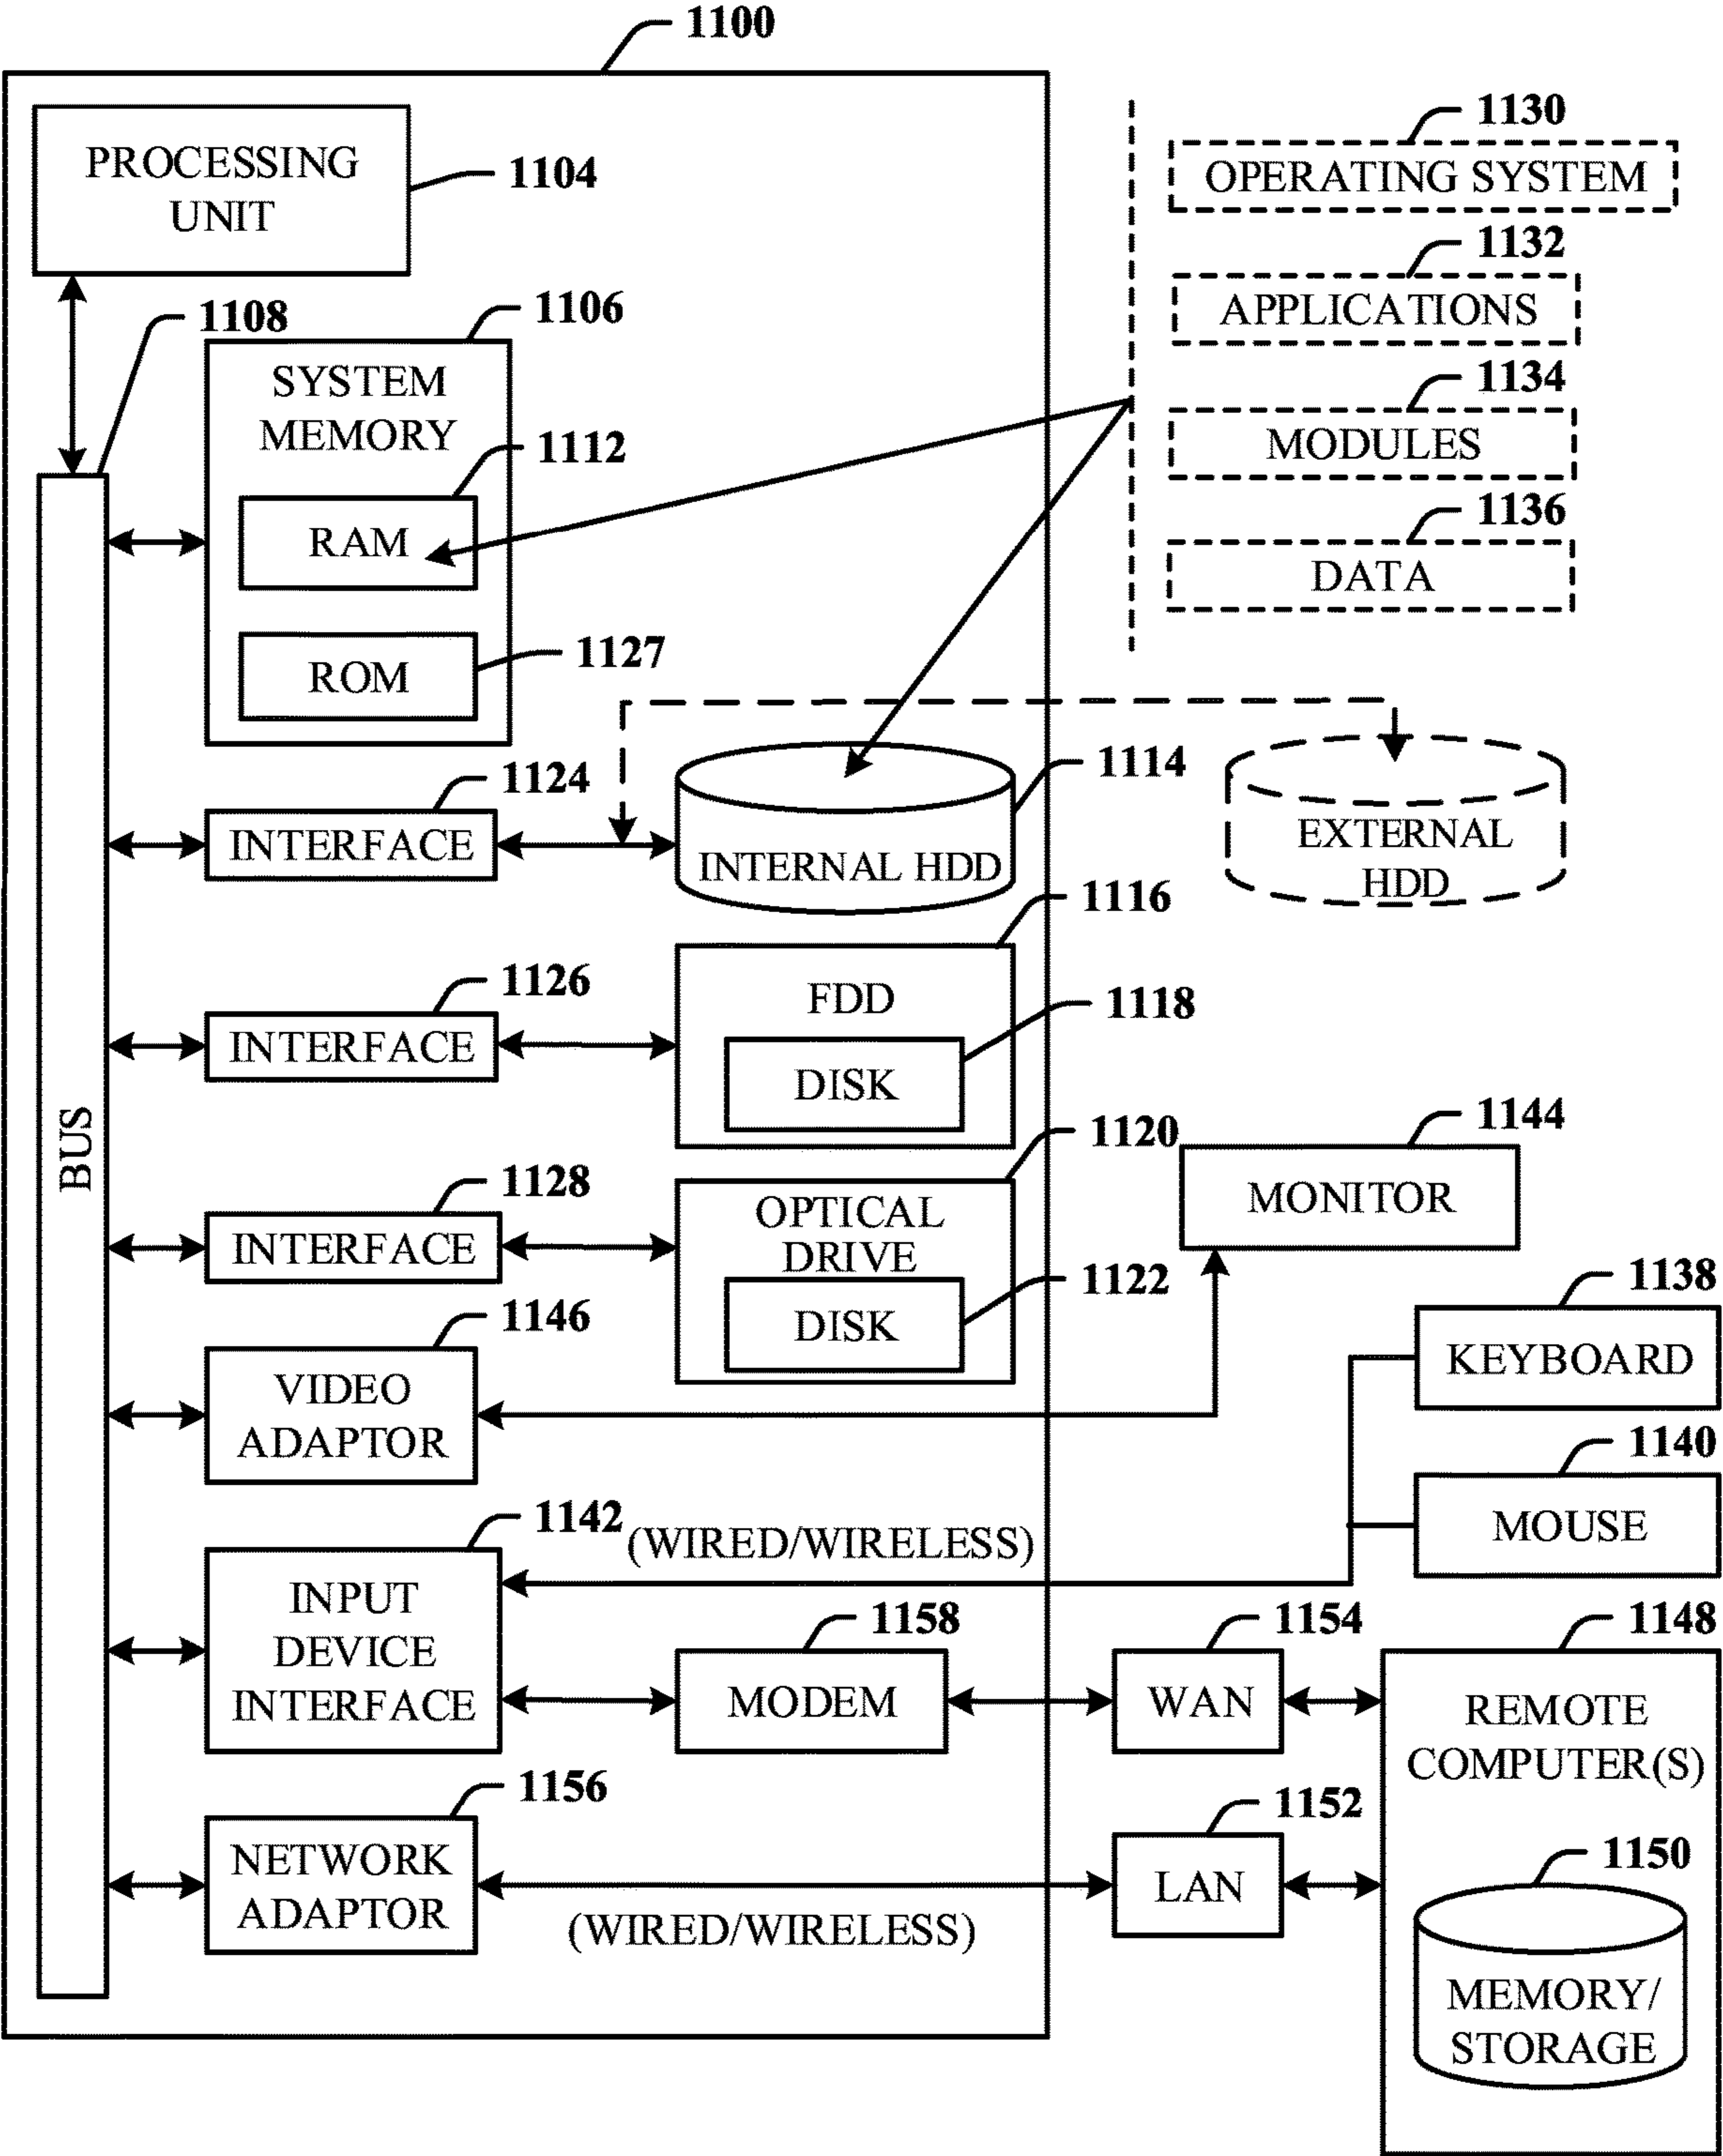 1100
PROCESSING
UNIT
1104
1130
OPERATING SYSTEM
1132
APPLICATIONS
1134
MODULES
1136
DATA
1108
1106
SYSTEM
MEMORY
1112
RAM
1127
ROM
1124
INTERFACE
1114
INTERNAL HDD
EXTERNAL
HDD
1116
1126
INTERFACE
FDD
1118
DISK
BUS
1120
1128
INTERFACE
OPTICAL
DRIVE
1122
DISK
1144
MONITOR
1138
KEYBOARD
1146
VIDEO
ADAPTOR
1140
MOUSE
1142
(WIRED/WIRELESS)
INPUT
DEVICE
INTERFACE
1158
MODEM
1154
WAN
1148
REMOTE
COMPUTER(S)
1156
NETWORK
ADAPTOR
(WIRED/WIRELESS)
1152
LAN
1150
MEMORY/
STORAGE